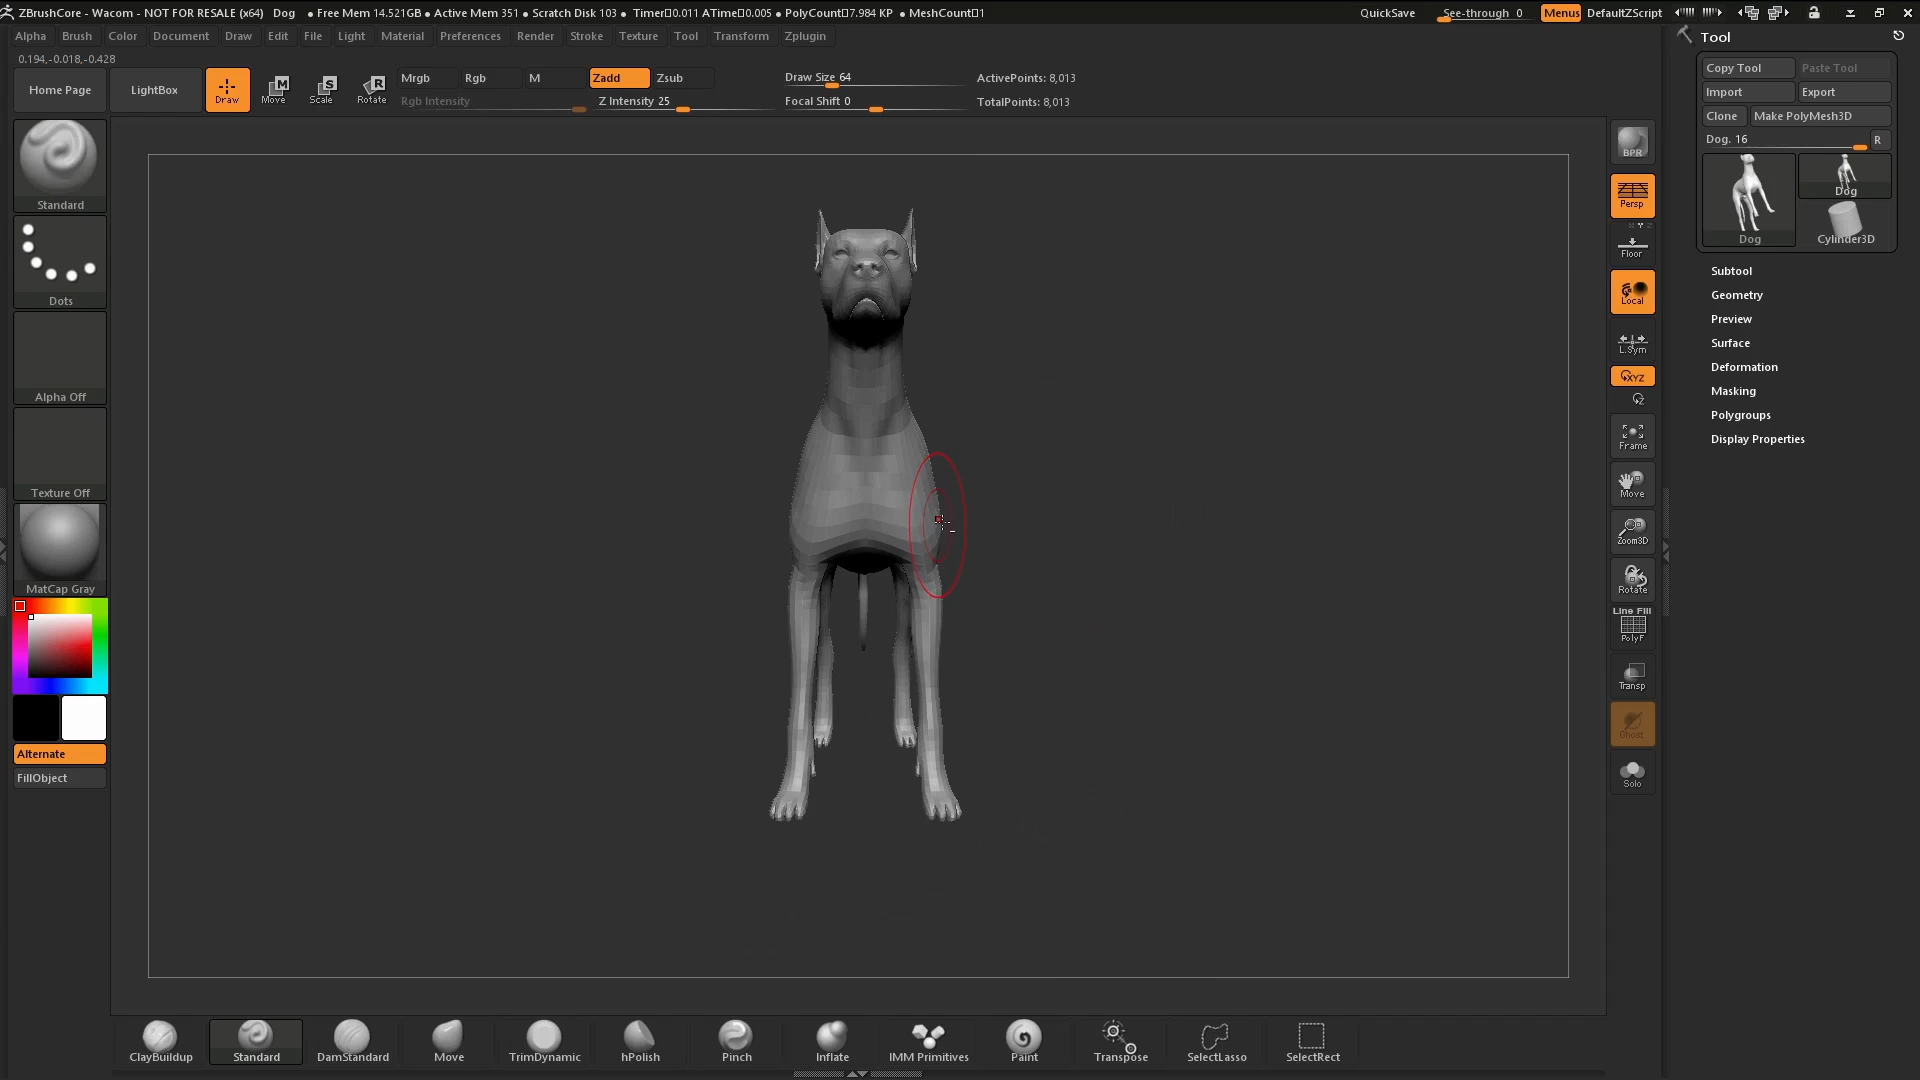 ZBrushCore - Wacom - NOT FOR RESALE (x64) Dog ● Free Mem 14.521GB ● Active Mem 351 ● Scratch Disk 103 ● Timer▯0.011 ATime▯0.005 ● PolyCount▯7.984 KP ● MeshCount▯1 QuickSave See-through 0 Menus DefaultZScript
Alpha Brush Color Document Draw Edit File Light Material Preferences Render Stroke Texture Tool Transform Zplugin
Tool
0.194,-0.018,-0.428
Home Page
LightBox
Draw
M
Move
S
Scale
R
Rotate
Mrgb Rgb M Zadd Zsub
Rgb Intensity Z Intensity 25
Draw Size 64
Focal Shift 0
ActivePoints: 8,013
TotalPoints: 8,013
Copy Tool Paste Tool
Import Export
Clone Make PolyMesh3D
Dog. 16 R
Dog
Dog
Cylinder3D
Subtool
Geometry
Preview
Surface
Deformation
Masking
Polygroups
Display Properties
Standard
Dots
Alpha Off
Texture Off
MatCap Gray
Alternate
FillObject
BPR
Persp
Floor
Local
L.Sym
XYZ
Z
Frame
Move
Zoom3D
Rotate
Line Fill
PolyF
Transp
Ghost
Solo
ClayBuildup Standard DamStandard Move TrimDynamic hPolish Pinch Inflate IMM Primitives Paint Transpose SelectLasso SelectRect